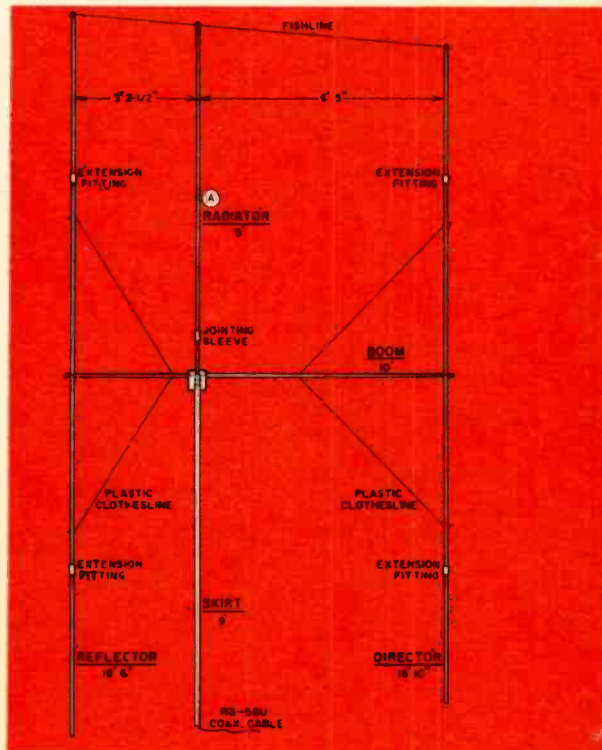 FISHLINE
3' 2-1/2"
6' 5"
EXTENSION
FITTING
EXTENSION
FITTING
A
RADIATOR
9'
JOINTING
SLEEVE
BOOM
10'
PLASTIC
CLOTHESLINE
PLASTIC
CLOTHESLINE
EXTENSION
FITTING
EXTENSION
FITTING
SKIRT
9'
REFLECTOR
18' 6"
DIRECTOR
16' 10"
RG-58U
COAX. CABLE